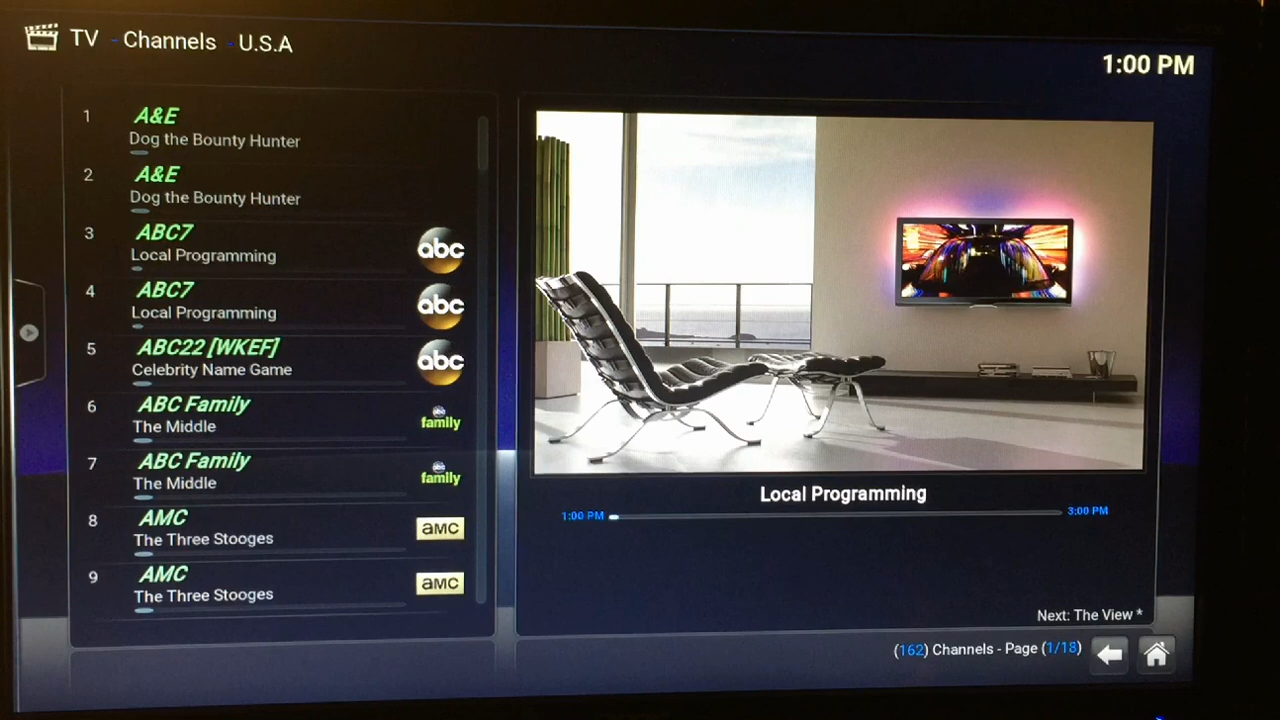 TV - Channels - U.S.A
1:00 PM
1 A&E
Dog the Bounty Hunter
2 A&E
Dog the Bounty Hunter
3 ABC7
Local Programming
abc
4 ABC7
Local Programming
abc
5 ABC22 [WKEF]
Celebrity Name Game
abc
6 ABC Family
The Middle
abc
family
7 ABC Family
The Middle
abc
family
8 AMC
The Three Stooges
aMC
9 AMC
The Three Stooges
aMC
Local Programming
1:00 PM 3:00 PM
Next: The View *
(162) Channels - Page (1/18)